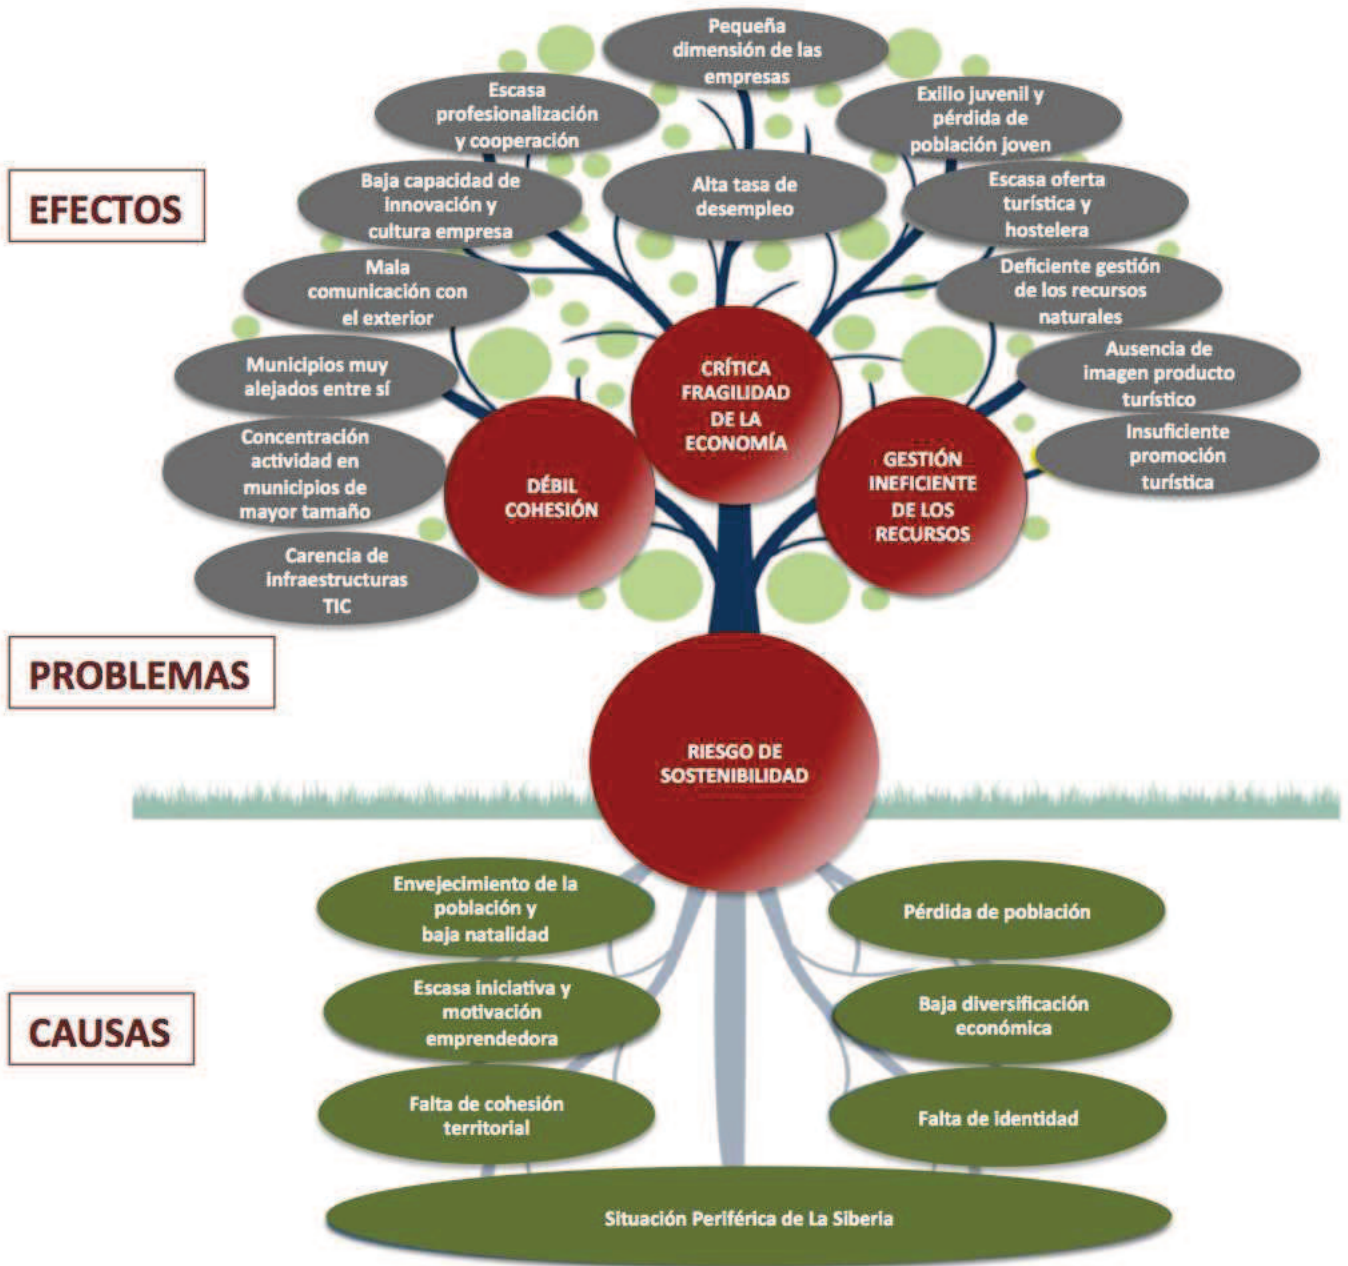 Pequeña
dimensión de las
empresas
Escasa
profesionalización
y cooperación
Exilio juvenil y
pérdida de
población joven
EFECTOS
Baja capacidad de
innovación y
cultura empresa
Alta tasa de
desempleo
Escasa oferta
turística y
hostelera
Mala
comunicación con
el exterior
Deficiente gestión
de los recursos
naturales
Municipios muy
alejados entre sí
CRÍTICA
FRAGILIDAD
DE LA
ECONOMÍA
Ausencia de
imagen producto
turístico
Concentración
actividad en
municipios de
mayor tamaño
DÉBIL
COHESIÓN
GESTIÓN
INEFICIENTE
DE LOS
RECURSOS
Insuficiente
promoción
turística
Carencia de
infraestructuras
TIC
PROBLEMAS
RIESGO DE
SOSTENIBILIDAD
Envejecimiento de la
población y
baja natalidad
Pérdida de población
CAUSAS
Escasa iniciativa y
motivación
emprendedora
Baja diversificación
económica
Falta de cohesión
territorial
Falta de identidad
Situación Periférica de La Siberia